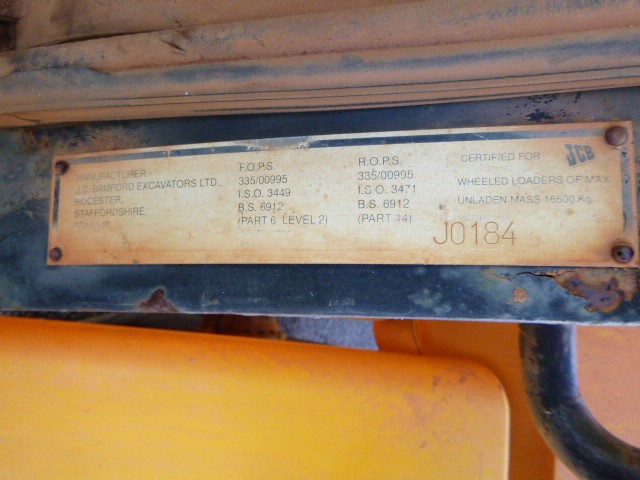 MANUFACTURER:-
J.C. BAMFORD EXCAVATORS LTD.,
ROCESTER,
STAFFORDSHIRE.
F.O.P.S.
335/00995
I.S.O. 3449
B.S. 6912
(PART 6 LEVEL 2)
R.O.P.S.
335/00995
I.S.O. 3471
B.S. 6912
(PART 14)
CERTIFIED FOR
WHEELED LOADERS OF MAX.
UNLADEN MASS 16500 Kg
J0184
JCB